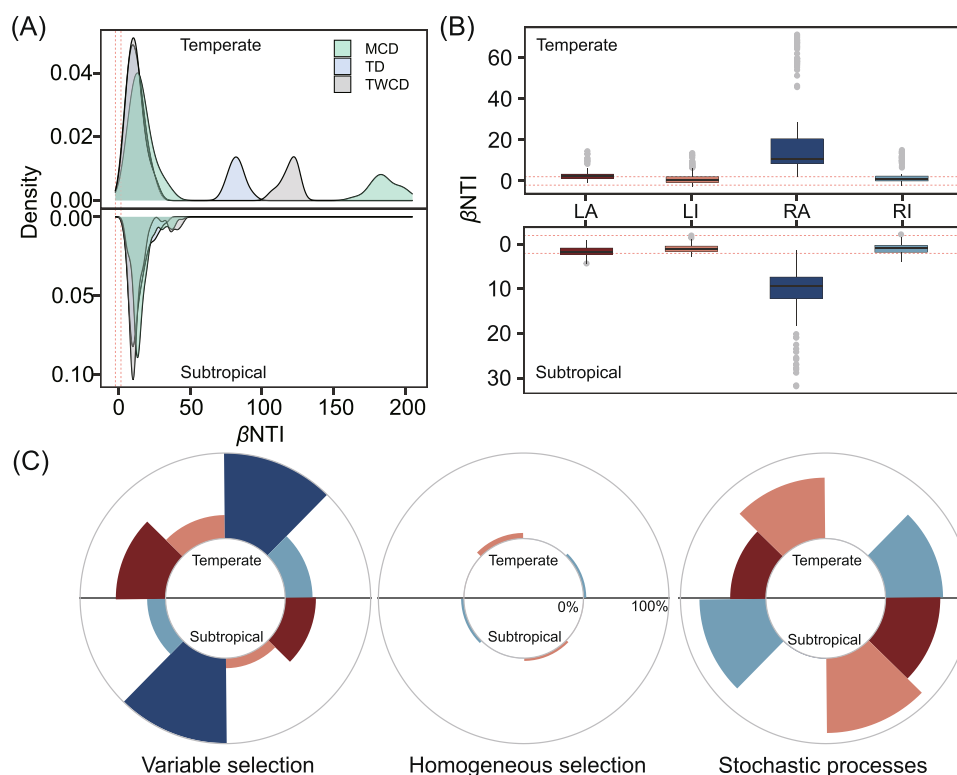 (A)
Temperate
MCD
TD
TWCD
0.04
0.02
0.00
Density
0.00
0.05
0.10
Subtropical
0 50 100 150 200
βNTI
(B)
Temperate
60
40
20
0
βNTI
LA LI RA RI
0
10
20
30
Subtropical
(C)
Temperate
Subtropical
Variable selection
Temperate
0% 100%
Subtropical
Homogeneous selection
Temperate
Subtropical
Stochastic processes